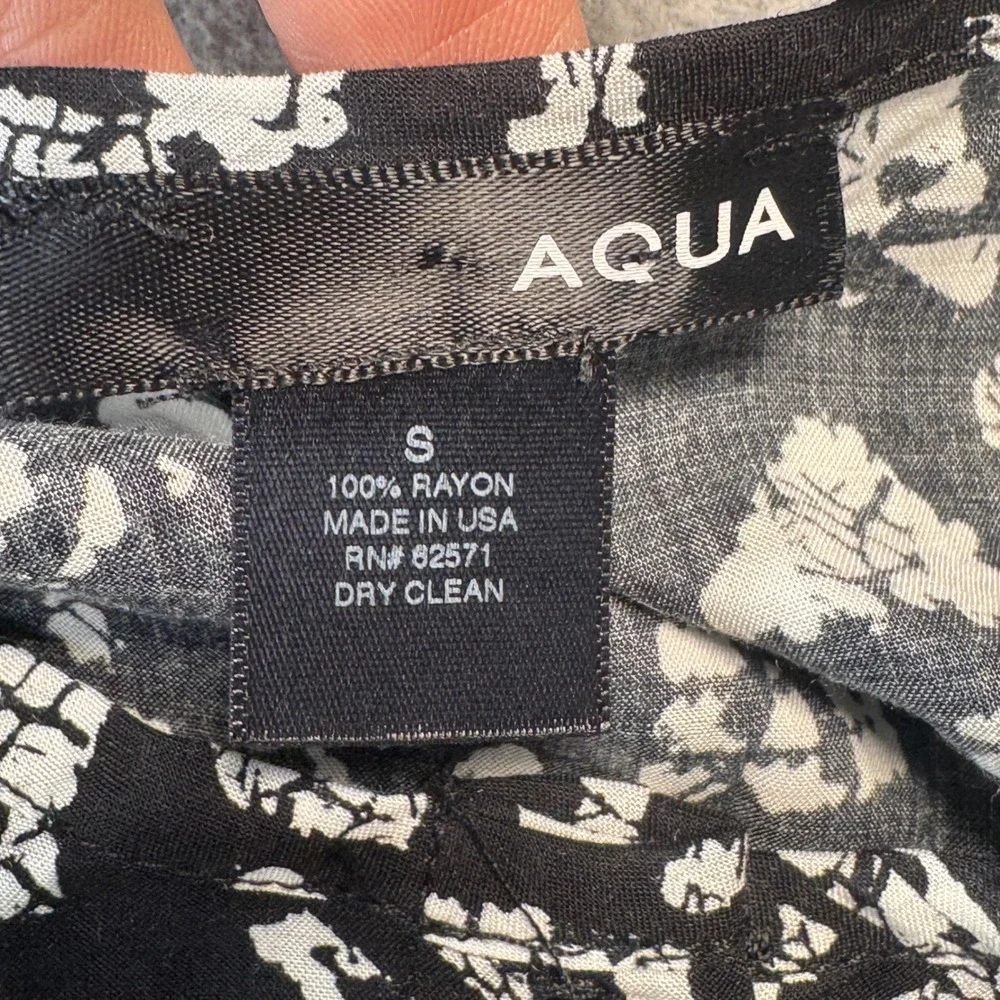 AQUA
S
100% RAYON
MADE IN USA
RN# 62571
DRY CLEAN